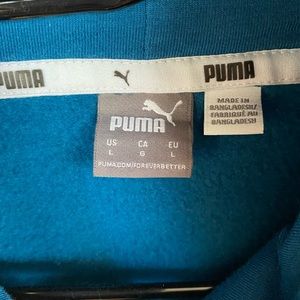 PUMA
PUMA
PUMA
US CA EU
L G L
PUMA.COM/FOREVERBETTER
MADE IN
BANGLADESH/
FABRIQUÉ AU
BANGLADESH